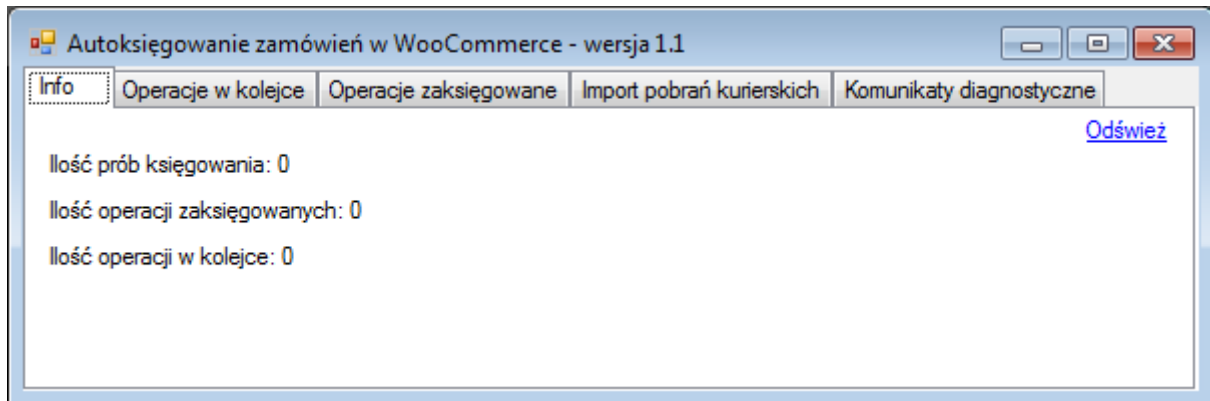 Autoksięgowanie zamówień w WooCommerce - wersja 1.1
Info Operacje w kolejce Operacje zaksięgowane Import pobrań kurierskich Komunikaty diagnostyczne
Odśwież
Ilość prób księgowania: 0
Ilość operacji zaksięgowanych: 0
Ilość operacji w kolejce: 0